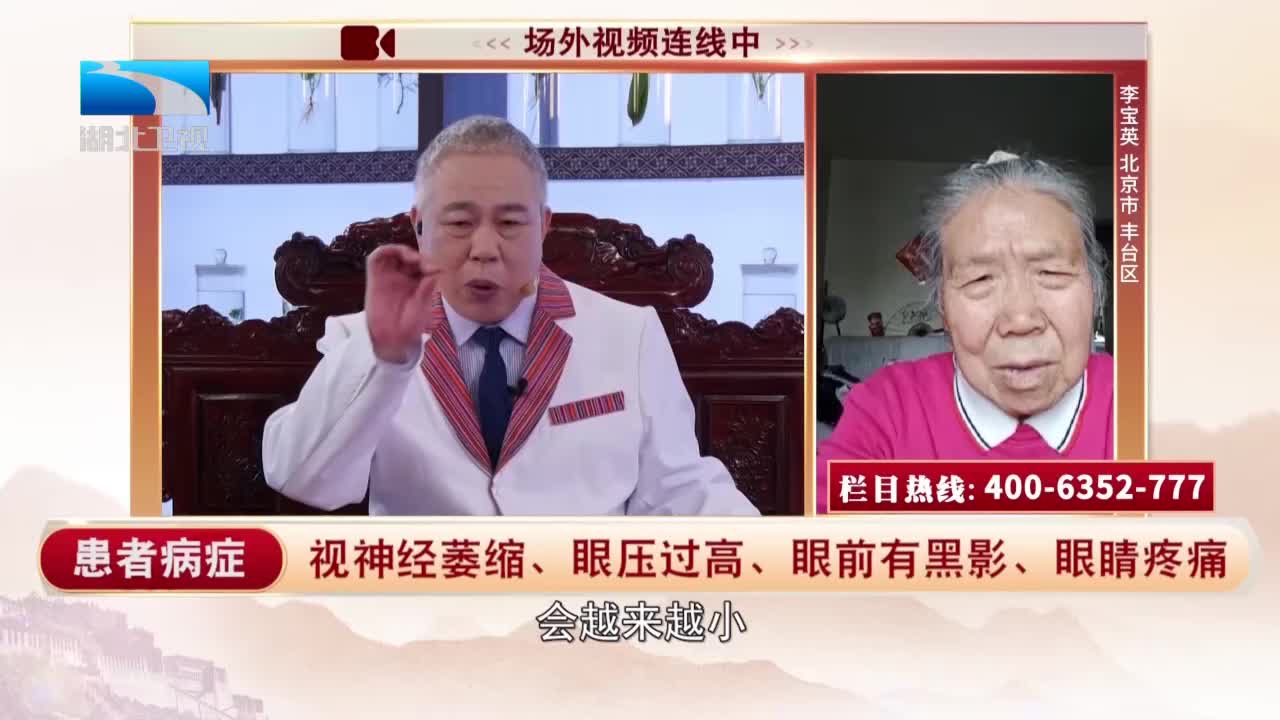 场外视频连线中
湖北卫视
李宝英 北京市 丰台区
栏目热线: 400-6352-777
患者病症
视神经萎缩、眼压过高、眼前有黑影、眼睛疼痛
会越来越小